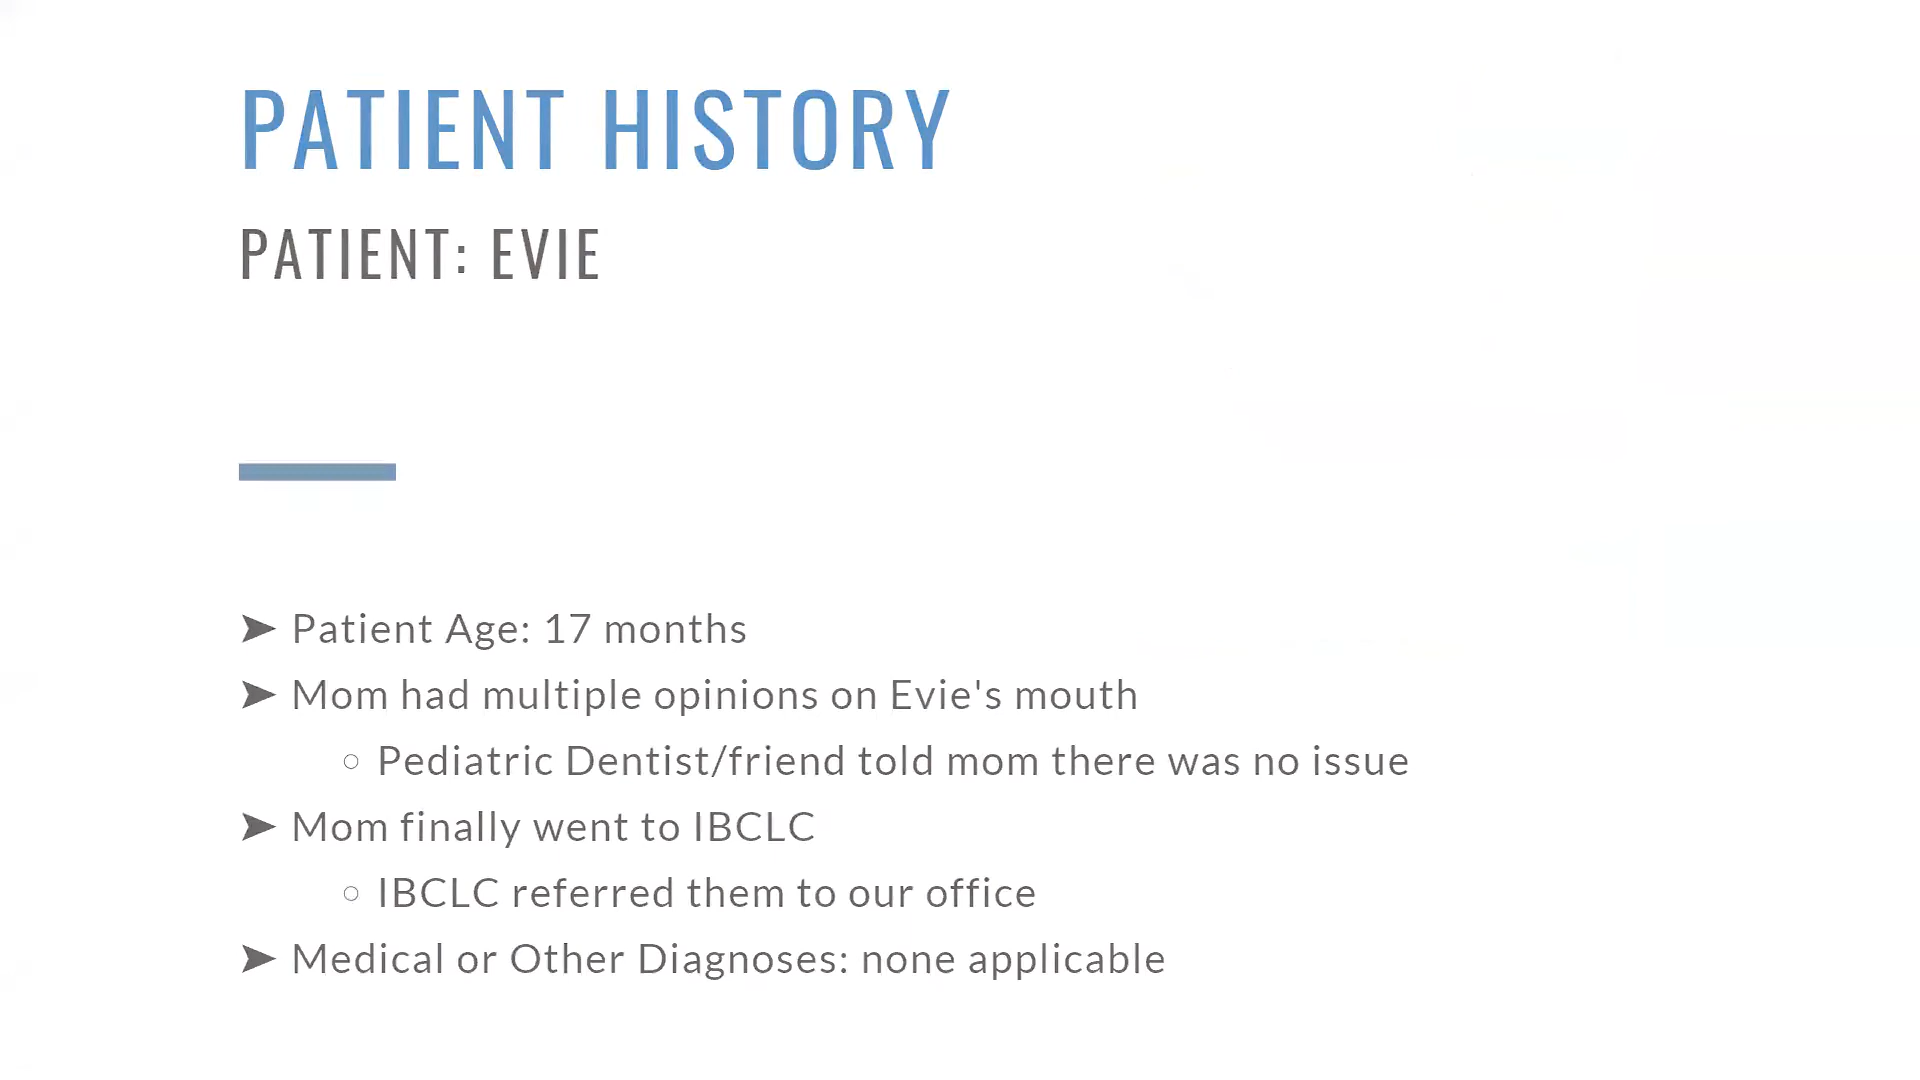 PATIENT HISTORY
PATIENT: EVIE
➤ Patient Age: 17 months
➤ Mom had multiple opinions on Evie's mouth
○ Pediatric Dentist/friend told mom there was no issue
➤ Mom finally went to IBCLC
○ IBCLC referred them to our office
➤ Medical or Other Diagnoses: none applicable